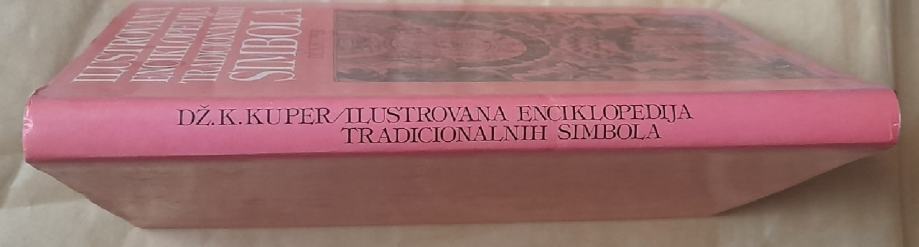 ILUSTROVANA
ENCIKLOPEDIJA
TRADICIONALNIH
SIMBOLA
DŽ. K. KUPER/ILUSTROVANA ENCIKLOPEDIJA
TRADICIONALNIH SIMBOLA